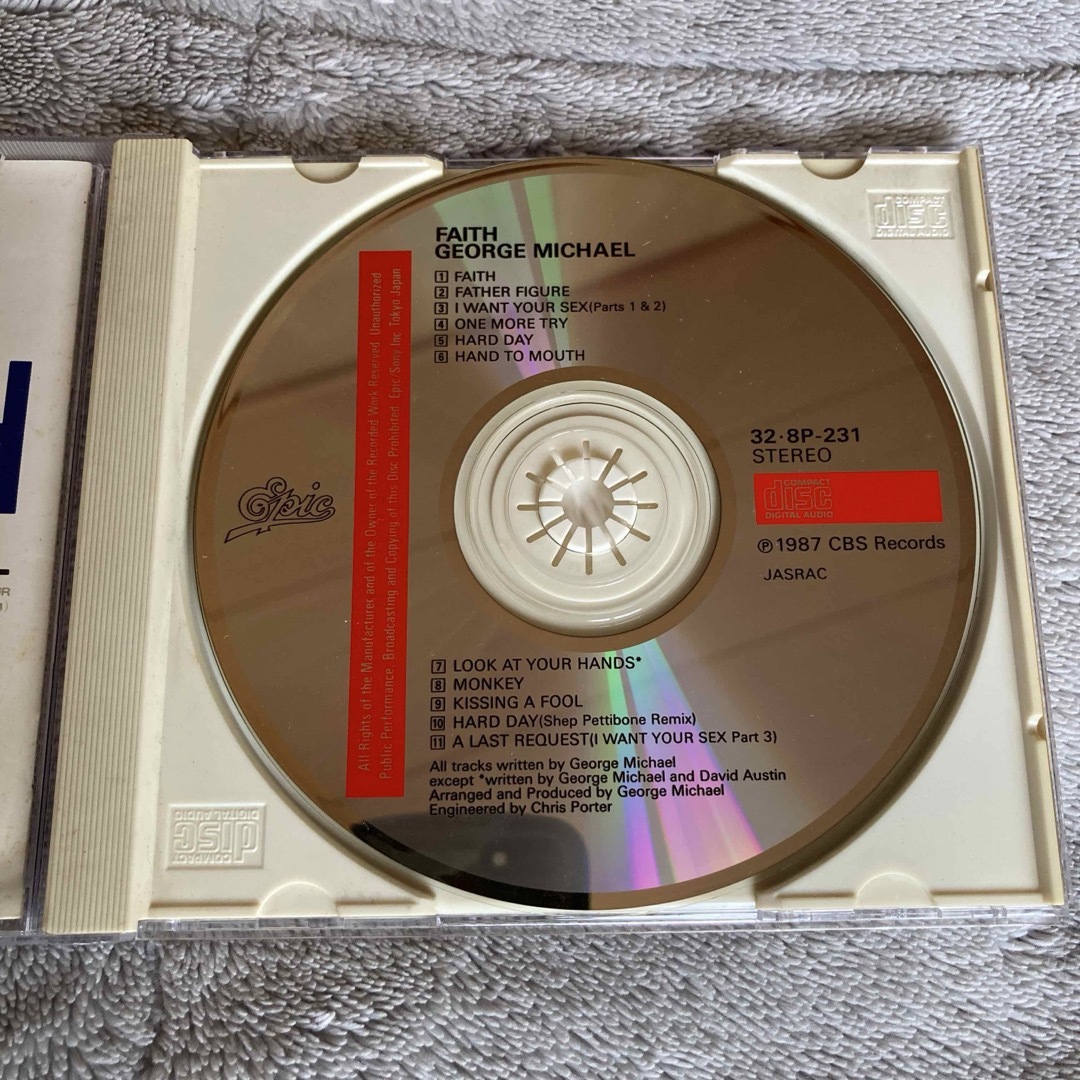 FAITH
GEORGE MICHAEL
1 FAITH
2 FATHER FIGURE
3 I WANT YOUR SEX(Parts 1 & 2)
4 ONE MORE TRY
5 HARD DAY
6 HAND TO MOUTH
All Rights of the Manufacturer and of the Owner of the Recorded Work Reserved. Unauthorized
Public Performance, Broadcasting and Copying of this Disc Prohibited. Epic/Sony Inc. Tokyo Japan
Epic
32・8P-231
STEREO
COMPACT
disc
DIGITAL AUDIO
℗1987 CBS Records
JASRAC
7 LOOK AT YOUR HANDS*
8 MONKEY
9 KISSING A FOOL
10 HARD DAY(Shep Pettibone Remix)
11 A LAST REQUEST(I WANT YOUR SEX Part 3)
All tracks written by George Michael
except *written by George Michael and David Austin
Arranged and Produced by George Michael
Engineered by Chris Porter
COMPACT
disc
DIGITAL AUDIO
COMPACT
disc
DIGITAL AUDIO